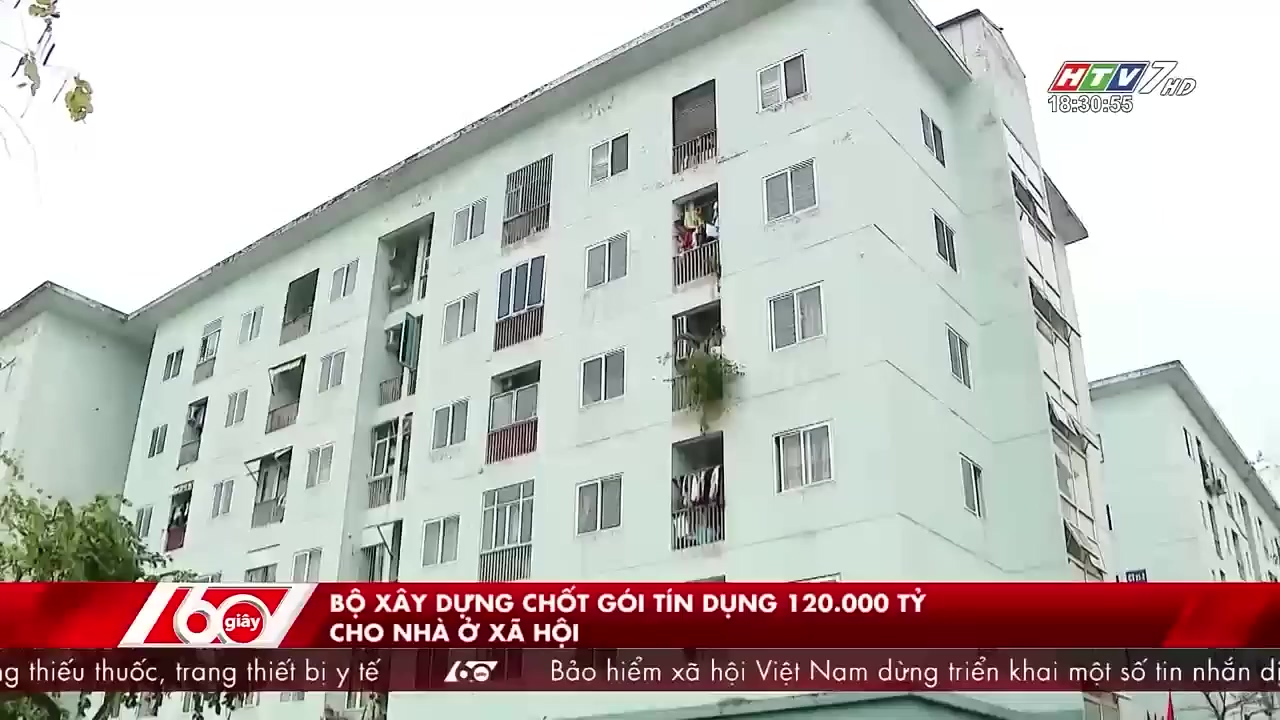 HTV7 HD
18:30:55
60 giây
BỘ XÂY DỰNG CHỐT GÓI TÍN DỤNG 120.000 TỶ
CHO NHÀ Ở XÃ HỘI
thiếu thuốc, trang thiết bị y tế 60 giây Bảo hiểm xã hội Việt Nam dừng triển khai một số tin nhắn